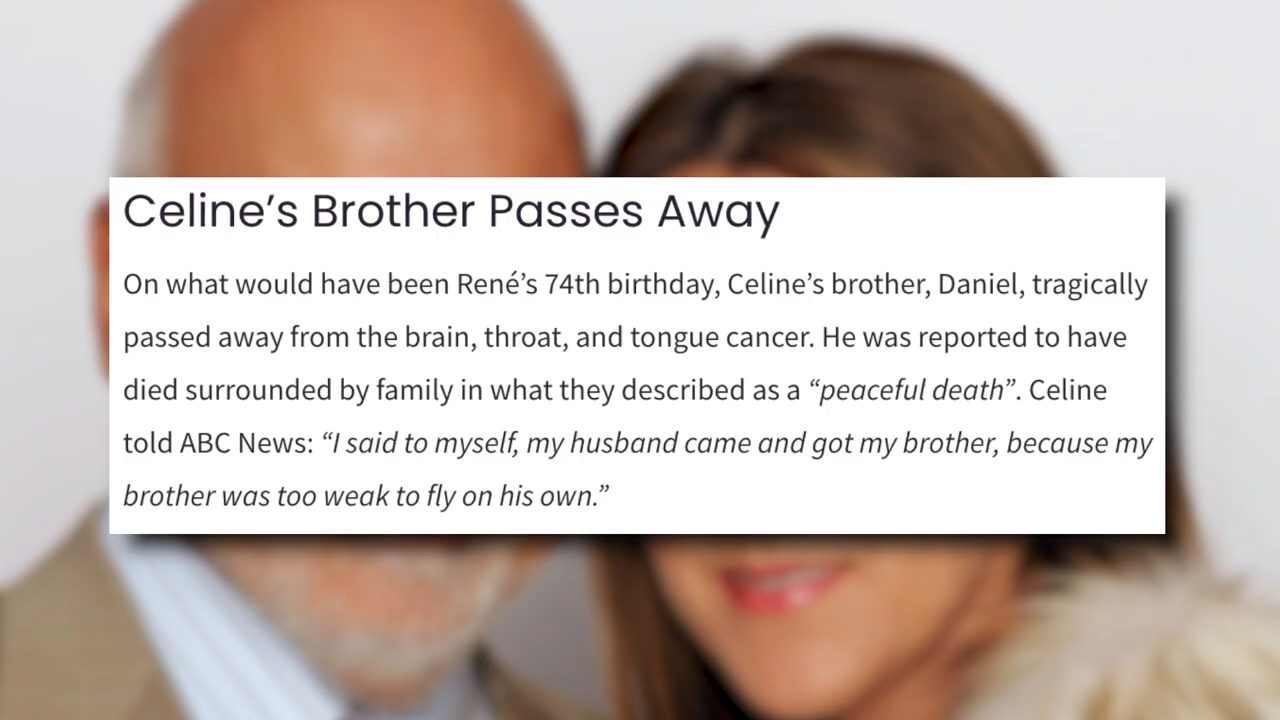 Celine’s Brother Passes Away
On what would have been René’s 74th birthday, Celine’s brother, Daniel, tragically
passed away from the brain, throat, and tongue cancer. He was reported to have
died surrounded by family in what they described as a “peaceful death”. Celine
told ABC News: “I said to myself, my husband came and got my brother, because my
brother was too weak to fly on his own.”